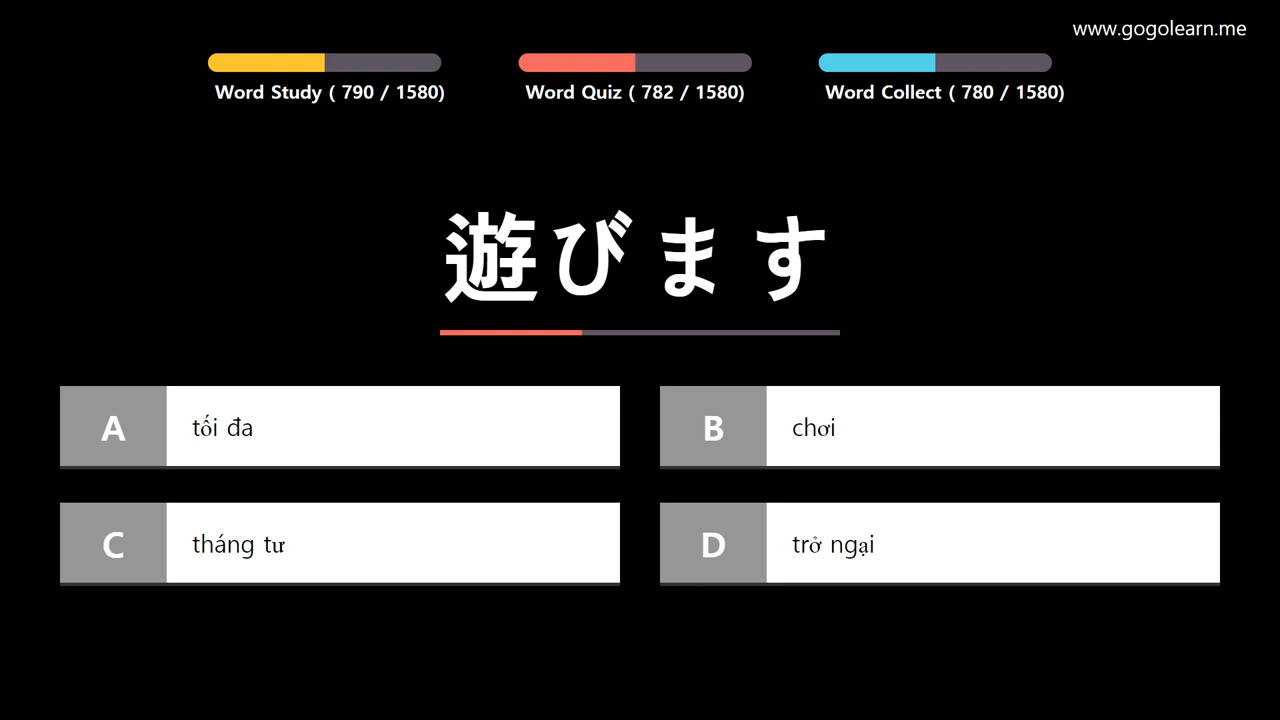 www.gogolearn.me
Word Study ( 790 / 1580)
Word Quiz ( 782 / 1580)
Word Collect ( 780 / 1580)
遊びます
A tối đa
B chơi
C tháng tư
D trở ngại